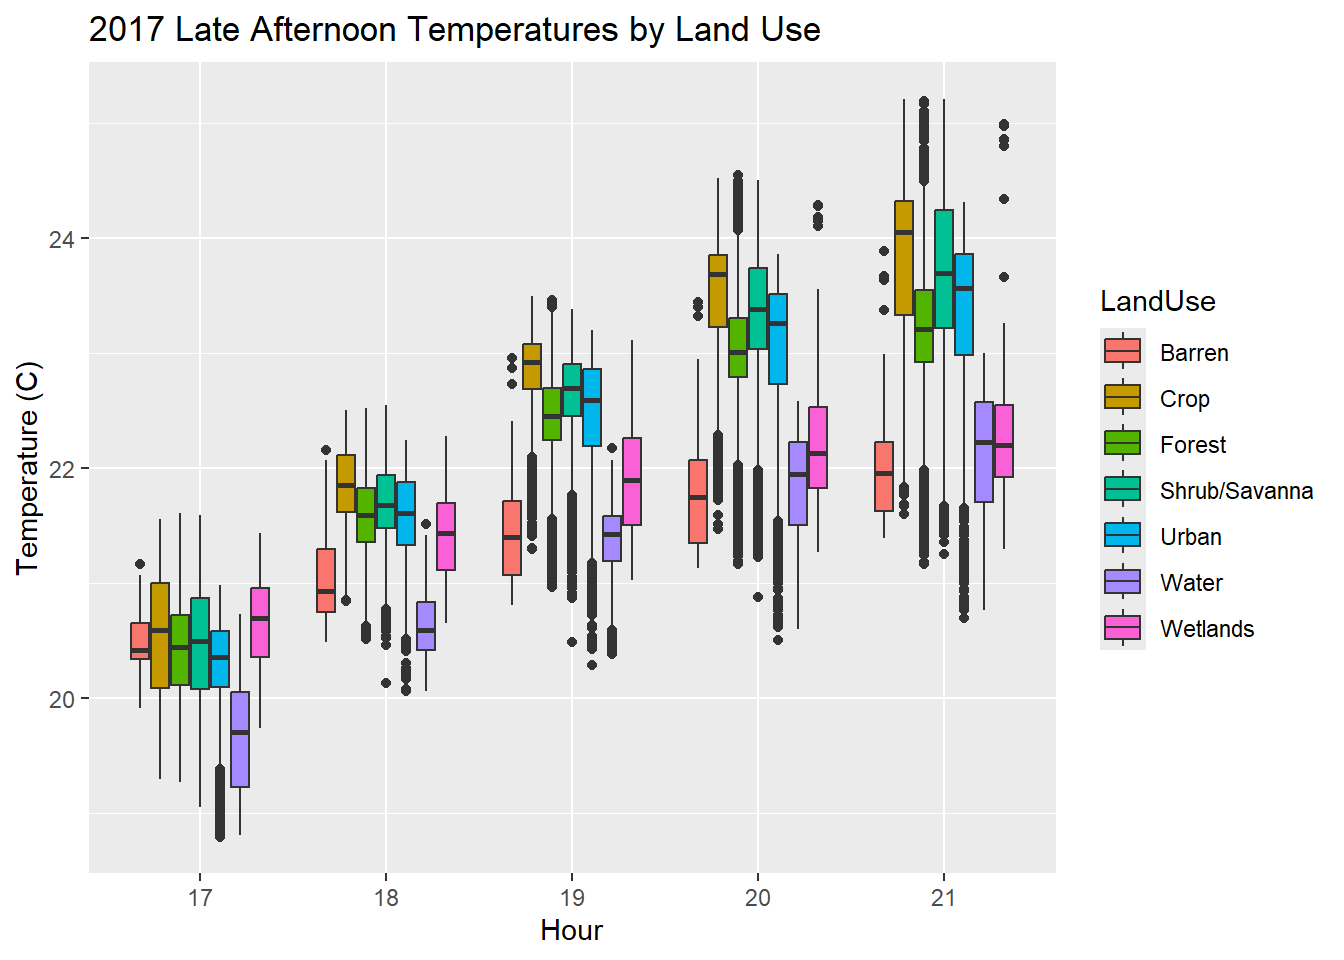 2017 Late Afternoon Temperatures by Land Use
Temperature (C)
24
22
20
17 18 19 20 21
Hour
LandUse
Barren
Crop
Forest
Shrub/Savanna
Urban
Water
Wetlands